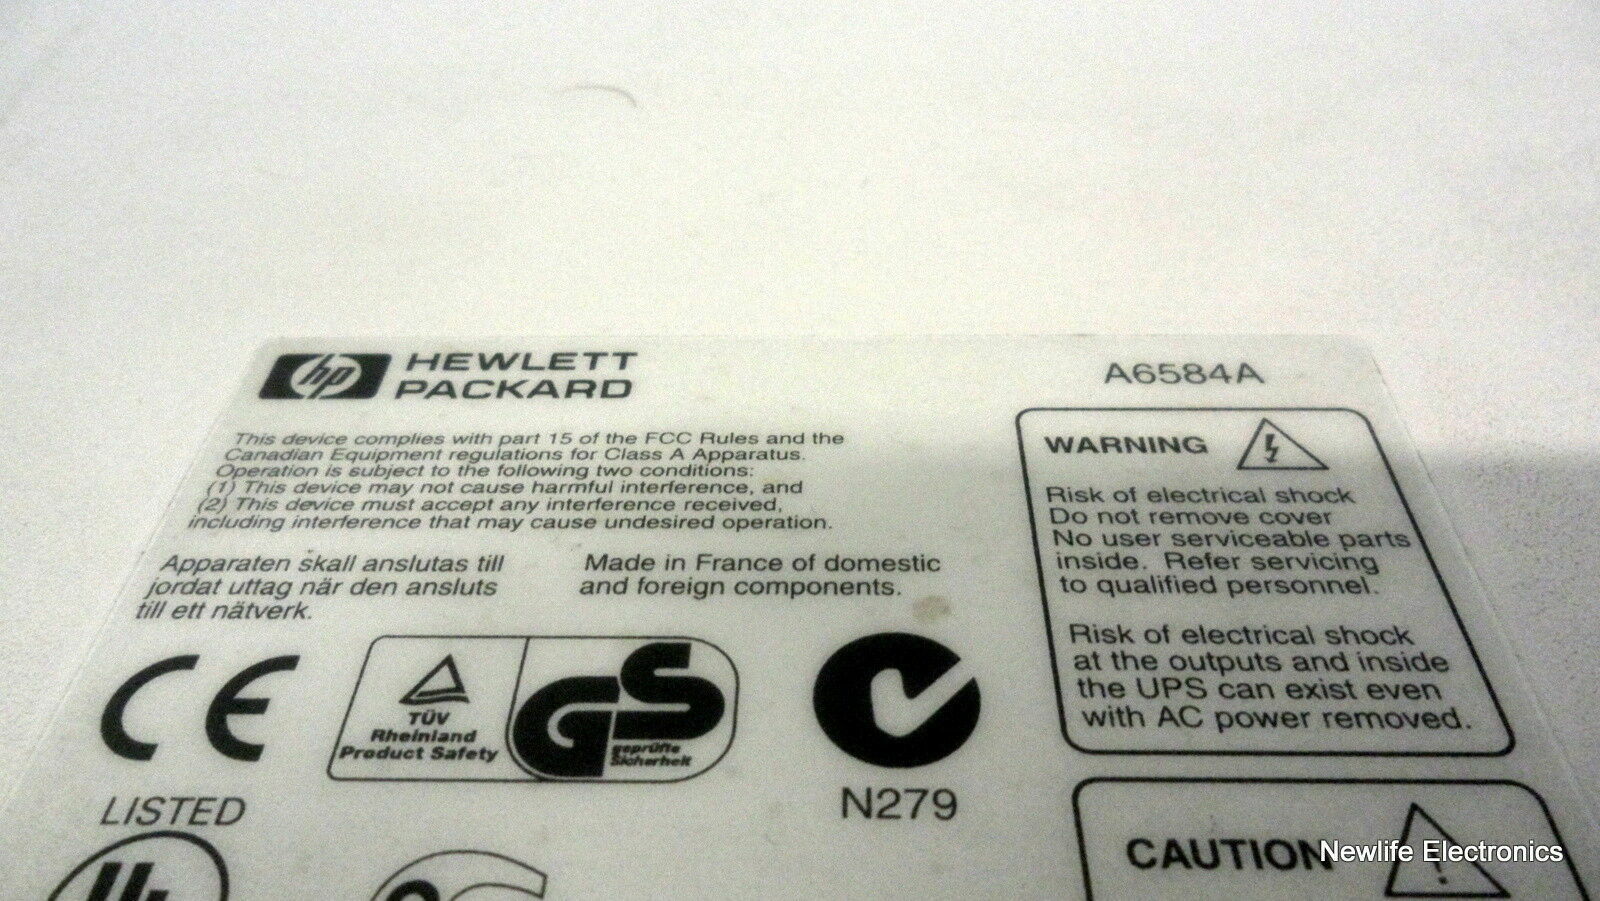 hp HEWLETT
PACKARD
A6584A
This device complies with part 15 of the FCC Rules and the
Canadian Equipment regulations for Class A Apparatus.
Operation is subject to the following two conditions:
(1) This device may not cause harmful interference, and
(2) This device must accept any interference received,
including interference that may cause undesired operation.
Apparaten skall anslutas till
jordat uttag när den ansluts
till ett nätverk.
Made in France of domestic
and foreign components.
WARNING
Risk of electrical shock
Do not remove cover
No user serviceable parts
inside. Refer servicing
to qualified personnel.
Risk of electrical shock
at the outputs and inside
the UPS can exist even
with AC power removed.
CE
TÜV
Rheinland
Product Safety
GS
geprüfte
Sicherheit
N279
LISTED
UL
CAUTION
Newlife Electronics